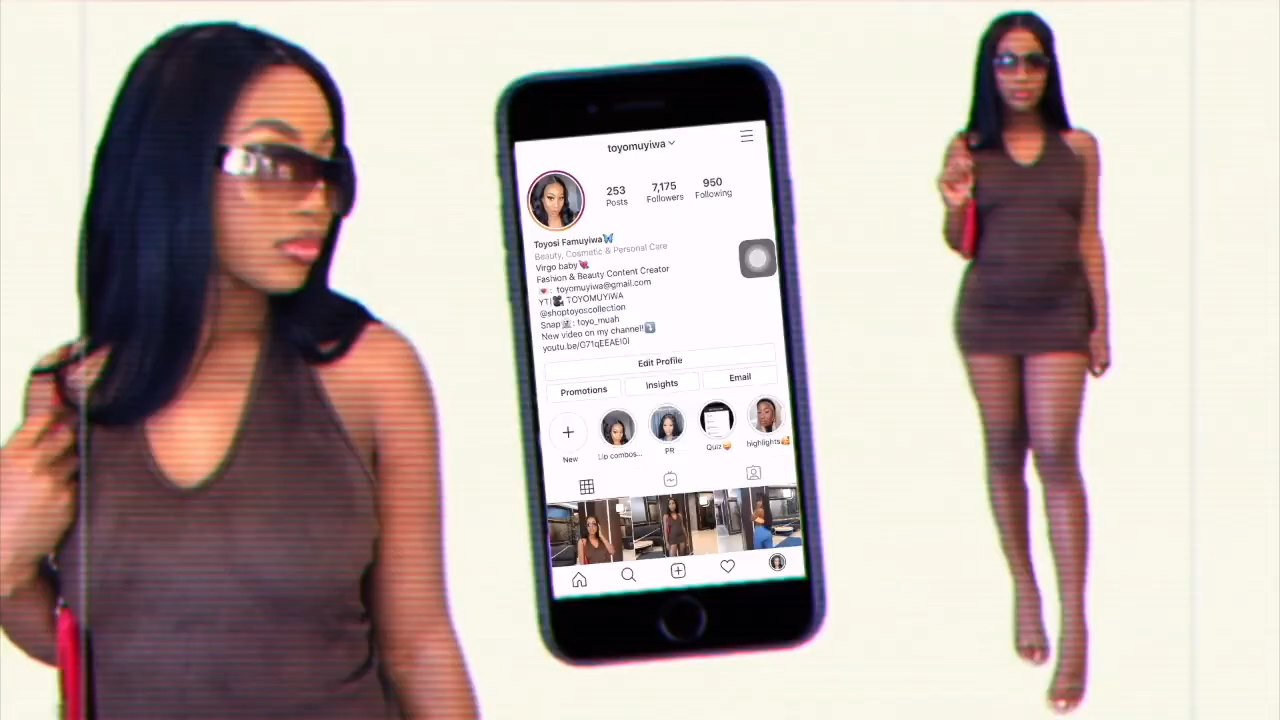 toyomuyiwa
253
7,175
950
Posts
Followers
Following
Toyosi Famuyiwa🦋
Beauty, Cosmetic & Personal Care
Virgo baby💘
Fashion & Beauty Content Creator
💌: toyomuyiwa@gmail.com
YT|🎥 TOYOMUYIWA
@shoptoyoscollection
Snap👻: toyo_muah
New video on my channel!⬇️
youtu.be/G71qEEAEI0I
Edit Profile
Promotions
Insights
Email
New
Lip combos...
PR
Quiz😝
highlights🥰